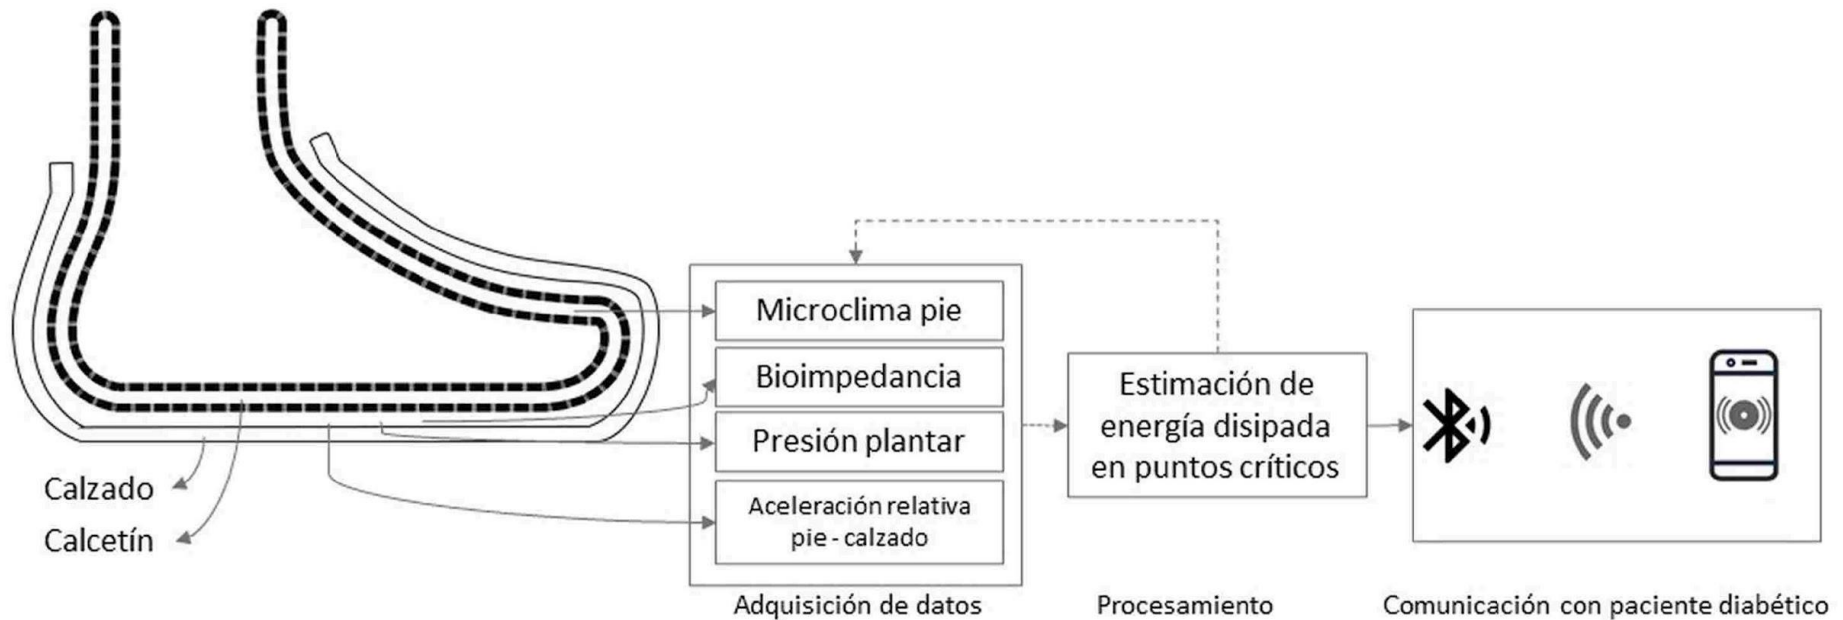 Microclima pie
Bioimpedancia
Presión plantar
Aceleración relativa
pie - calzado
Estimación de
energía disipada
en puntos críticos
Calzado
Calcetín
Adquisición de datos
Procesamiento
Comunicación con paciente diabético